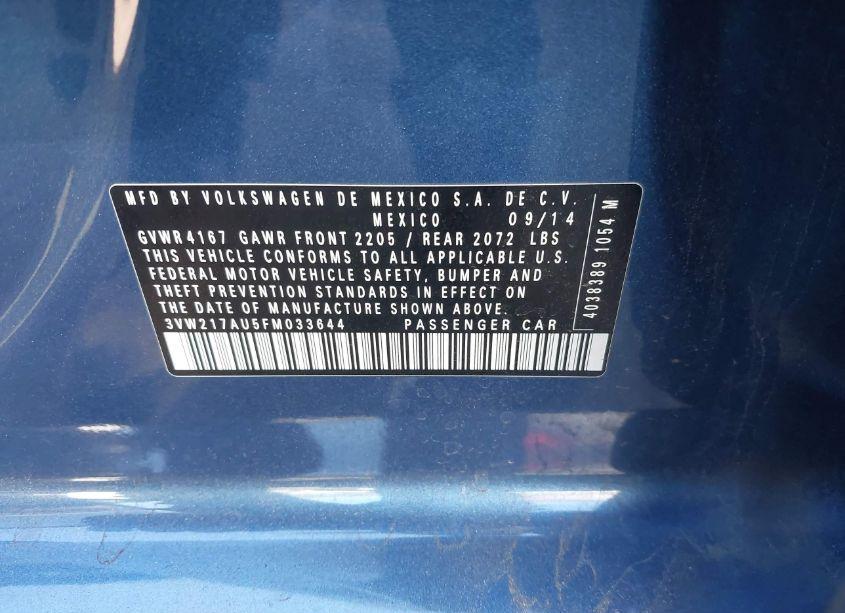 MFD BY VOLKSWAGEN DE MEXICO S.A. DE C.V.
MEXICO 09/14
GVWR 4167 GAWR FRONT 2205 / REAR 2072 LBS
THIS VEHICLE CONFORMS TO ALL APPLICABLE U.S.
FEDERAL MOTOR VEHICLE SAFETY, BUMPER AND
THEFT PREVENTION STANDARDS IN EFFECT ON
THE DATE OF MANUFACTURE SHOWN ABOVE.
3VW217AU5FM033644 PASSENGER CAR
4038389 1054 M